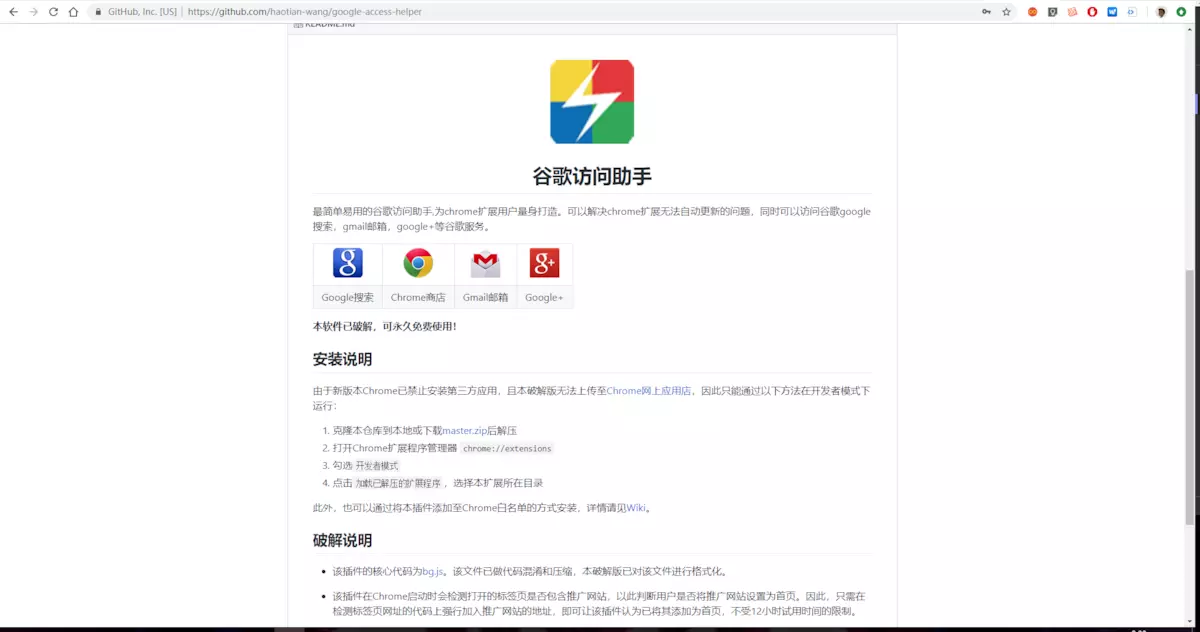 GitHub, Inc. [US] | https://github.com/haotian-wang/google-access-helper
README.md
谷歌访问助手
最简单易用的谷歌访问助手,为chrome扩展用户量身打造。可以解决chrome扩展无法自动更新的问题，同时可以访问谷歌google
搜索，gmail邮箱，google+等谷歌服务。
Google搜索 Chrome商店 Gmail邮箱 Google+
本软件已破解，可永久免费使用！
安装说明
由于新版本Chrome已禁止安装第三方应用，且本破解版无法上传至Chrome网上应用店，因此只能通过以下方法在开发者模式下
运行：
1. 克隆本仓库到本地或下载master.zip后解压
2. 打开Chrome扩展程序管理器 chrome://extensions
3. 勾选 开发者模式
4. 点击 加载已解压的扩展程序 ，选择本扩展所在目录
此外，也可以通过将本插件添加至Chrome白名单的方式安装，详情请见Wiki。
破解说明
• 该插件的核心代码为bg.js。该文件已做代码混淆和压缩，本破解版已对该文件进行格式化。
• 该插件在Chrome启动时会检测打开的标签页是否包含推广网站，以此判断用户是否将推广网站设置为首页。因此，只需在
检测标签页网址的代码上强行加入推广网站的地址，即可让该插件认为已将其添加为首页，不受12小时试用时间的限制。